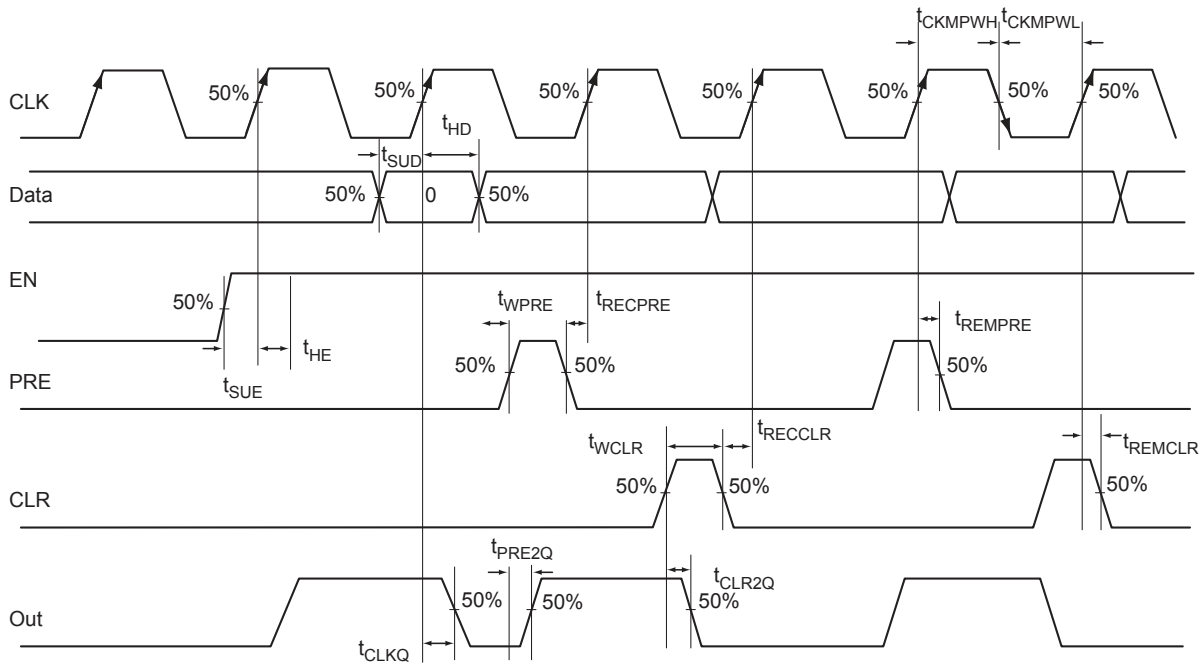 tCKMPWH tCKMPWL
CLK
50% 50% 50% 50% 50% 50% 50%
tHD
tSUD
Data
50% 0 50%
EN
50%
tWPRE tRECPRE
tREMPRE
tHE
50% 50% 50%
PRE
tSUE
tWCLR tRECCLR
tREMCLR
50% 50% 50%
CLR
tPRE2Q
tCLR2Q
50% 50% 50%
Out
tCLKQ